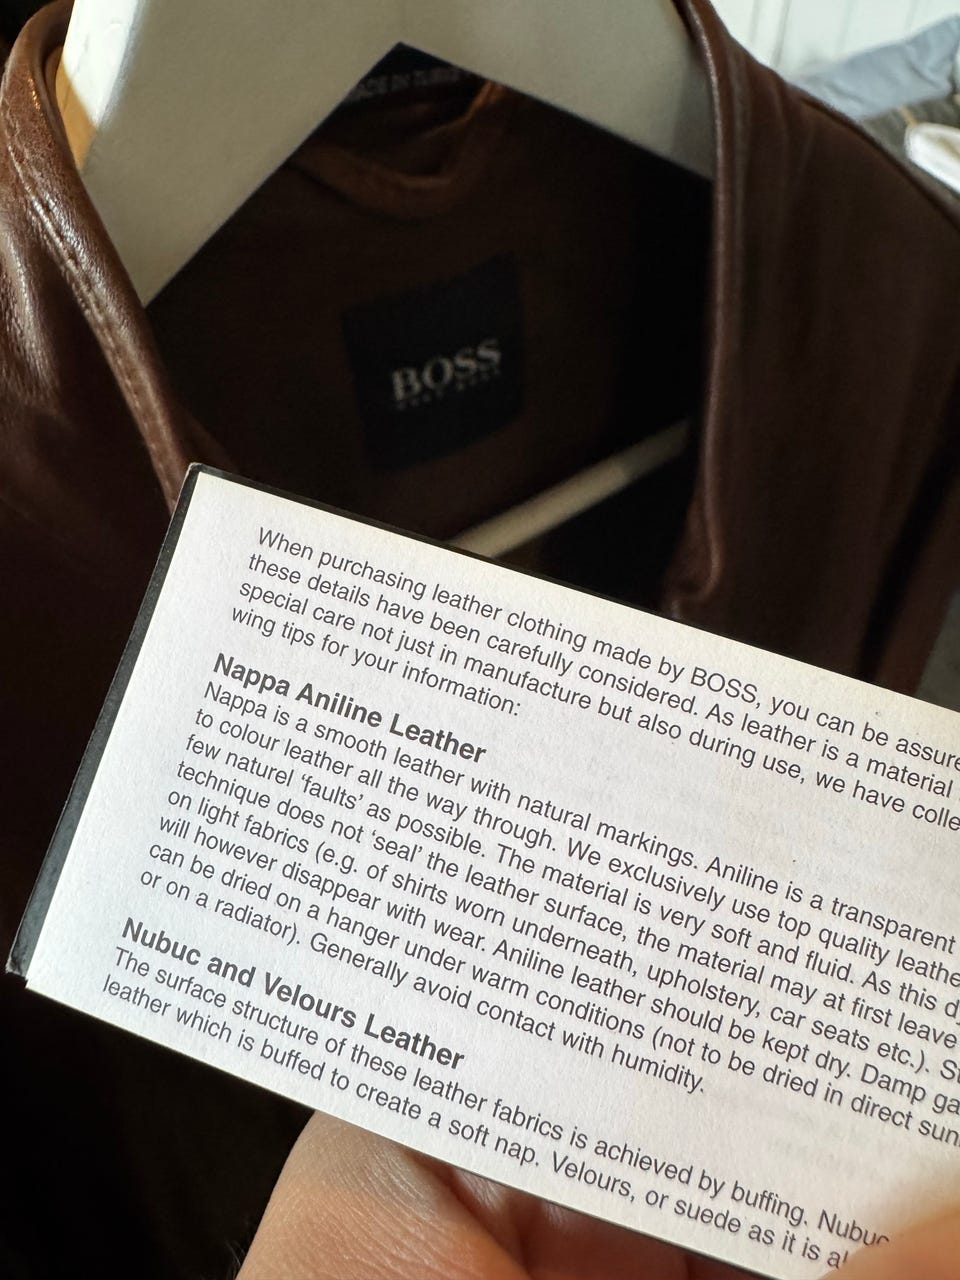 MADE IN TURKEY
BOSS
HUGO BOSS
When purchasing leather clothing made by BOSS, you can be assure
these details have been carefully considered. As leather is a material
special care not just in manufacture but also during use, we have colle
wing tips for your information:
Nappa Aniline Leather
Nappa is a smooth leather with natural markings. Aniline is a transparent
to colour leather all the way through. We exclusively use top quality leathe
few naturel ‘faults’ as possible. The material is very soft and fluid. As this d
technique does not ‘seal’ the leather surface, the material may at first leave
on light fabrics (e.g. of shirts worn underneath, upholstery, car seats etc.). St
will however disappear with wear. Aniline leather should be kept dry. Damp ga
can be dried on a hanger under warm conditions (not to be dried in direct sun
or on a radiator). Generally avoid contact with humidity.
Nubuc and Velours Leather
The surface structure of these leather fabrics is achieved by buffing. Nubuc
leather which is buffed to create a soft nap. Velours, or suede as it is al